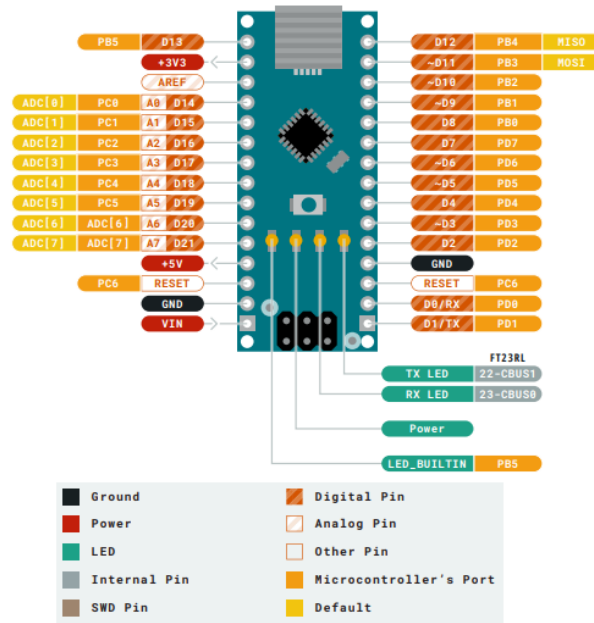 PB5 D13 D12 PB4 MISO
+3V3 ~D11 PB3 MOSI
AREF ~D10 PB2
ADC[0] PC0 A0 D14 ~D9 PB1
ADC[1] PC1 A1 D15 D8 PB0
ADC[2] PC2 A2 D16 D7 PD7
ADC[3] PC3 A3 D17 ~D6 PD6
ADC[4] PC4 A4 D18 ~D5 PD5
ADC[5] PC5 A5 D19 D4 PD4
ADC[6] ADC[6] A6 D20 ~D3 PD3
ADC[7] ADC[7] A7 D21 D2 PD2
+5V GND
PC6 RESET RESET PC6
GND D0/RX PD0
VIN D1/TX PD1
FT23RL
TX LED 22-CBUS1
RX LED 23-CBUS0
Power
LED_BUILTIN PB5
Ground Digital Pin
Power Analog Pin
LED Other Pin
Internal Pin Microcontroller's Port
SWD Pin Default